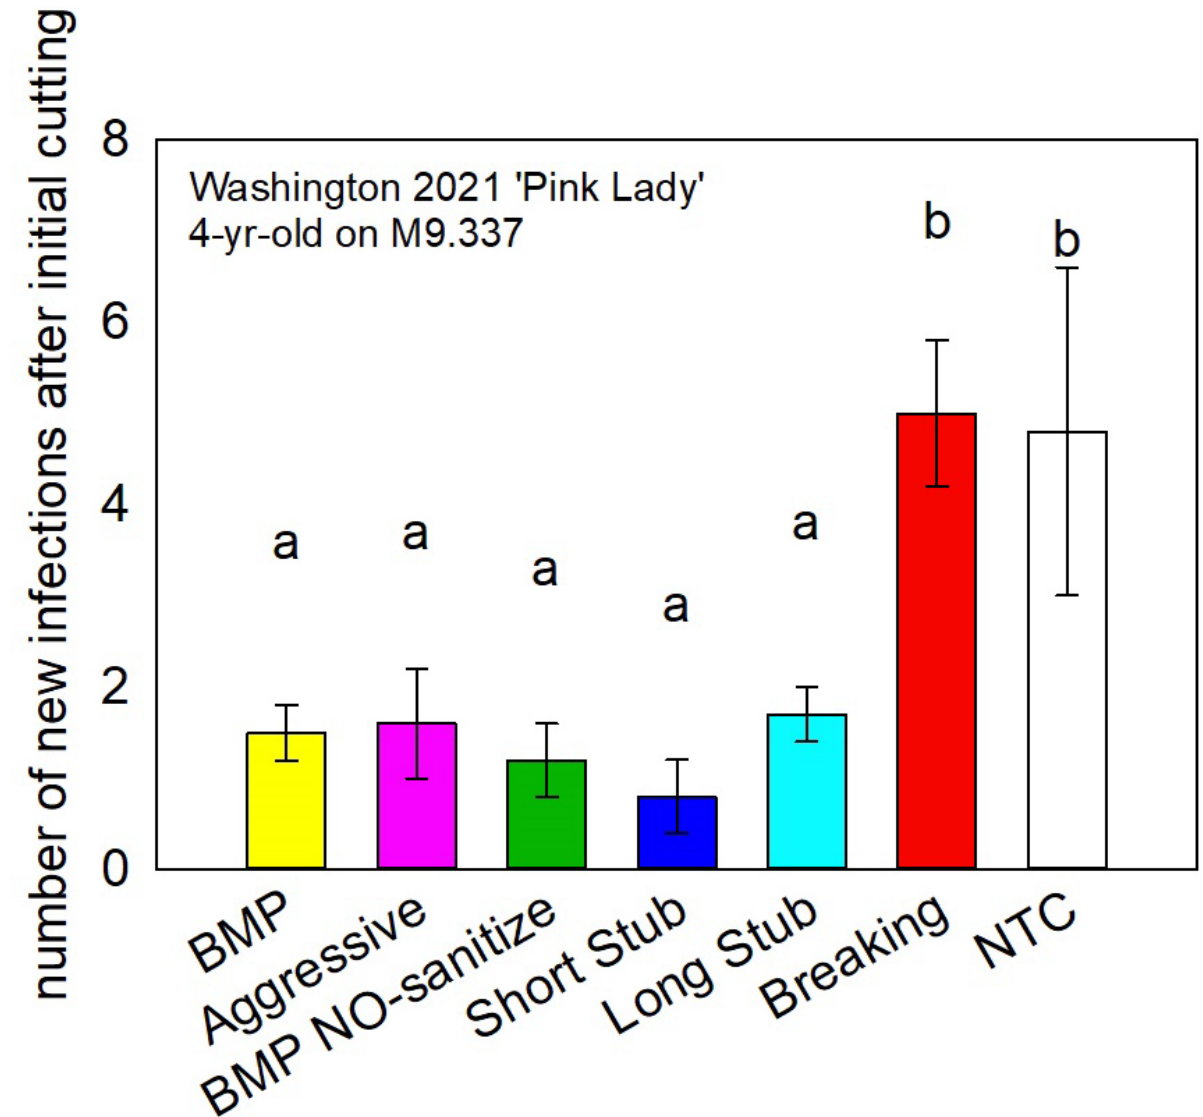 number of new infections after initial cutting
8
6
4
2
0
Washington 2021 'Pink Lady'
4-yr-old on M9.337
a
a
a
a
a
b
b
BMP
Aggressive
BMP NO-sanitize
Short Stub
Long Stub
Breaking
NTC